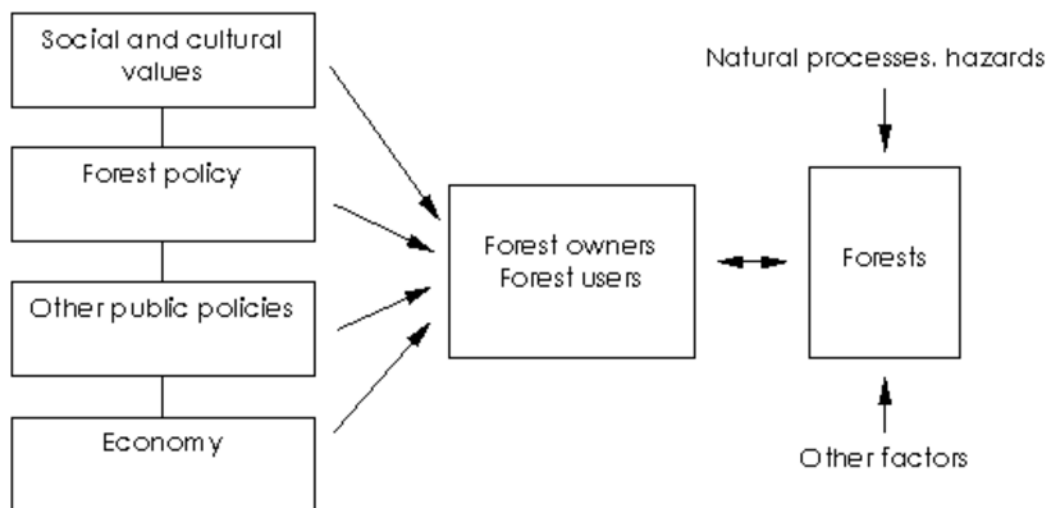 Social and cultural
values
Forest policy
Other public policies
Economy
Forest owners
Forest users
Natural processes. hazards
Forests
Other factors